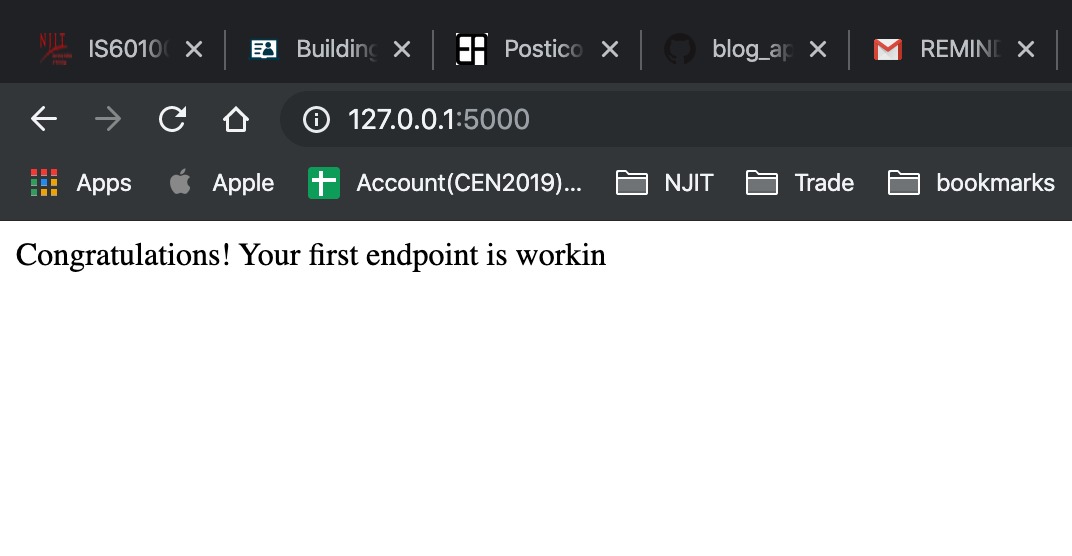 NJIT IS6010 Building Postico blog_ap REMIND
127.0.0.1:5000
Apps Apple Account(CEN2019)... NJIT Trade bookmarks
Congratulations! Your first endpoint is workin